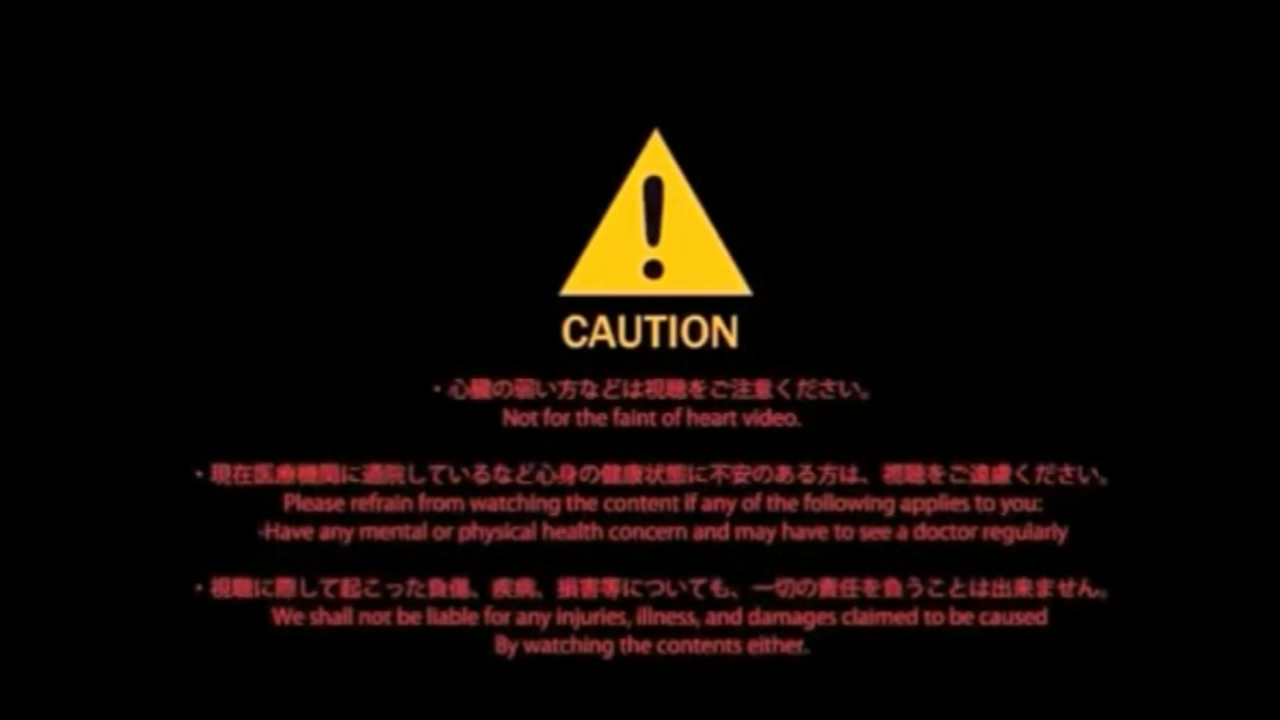 CAUTION
・心臓の弱い方などは視聴をご注意ください。
Not for the faint of heart video.
・現在医療機関に通院しているなど心身の健康状態に不安のある方は、視聴をご遠慮ください。
Please refrain from watching the content if any of the following applies to you:
-Have any mental or physical health concern and may have to see a doctor regularly
・視聴に際して起こった負傷、疾病、損害等についても、一切の責任を負うことは出来ません。
We shall not be liable for any injuries, illness, and damages claimed to be caused
By watching the contents either.